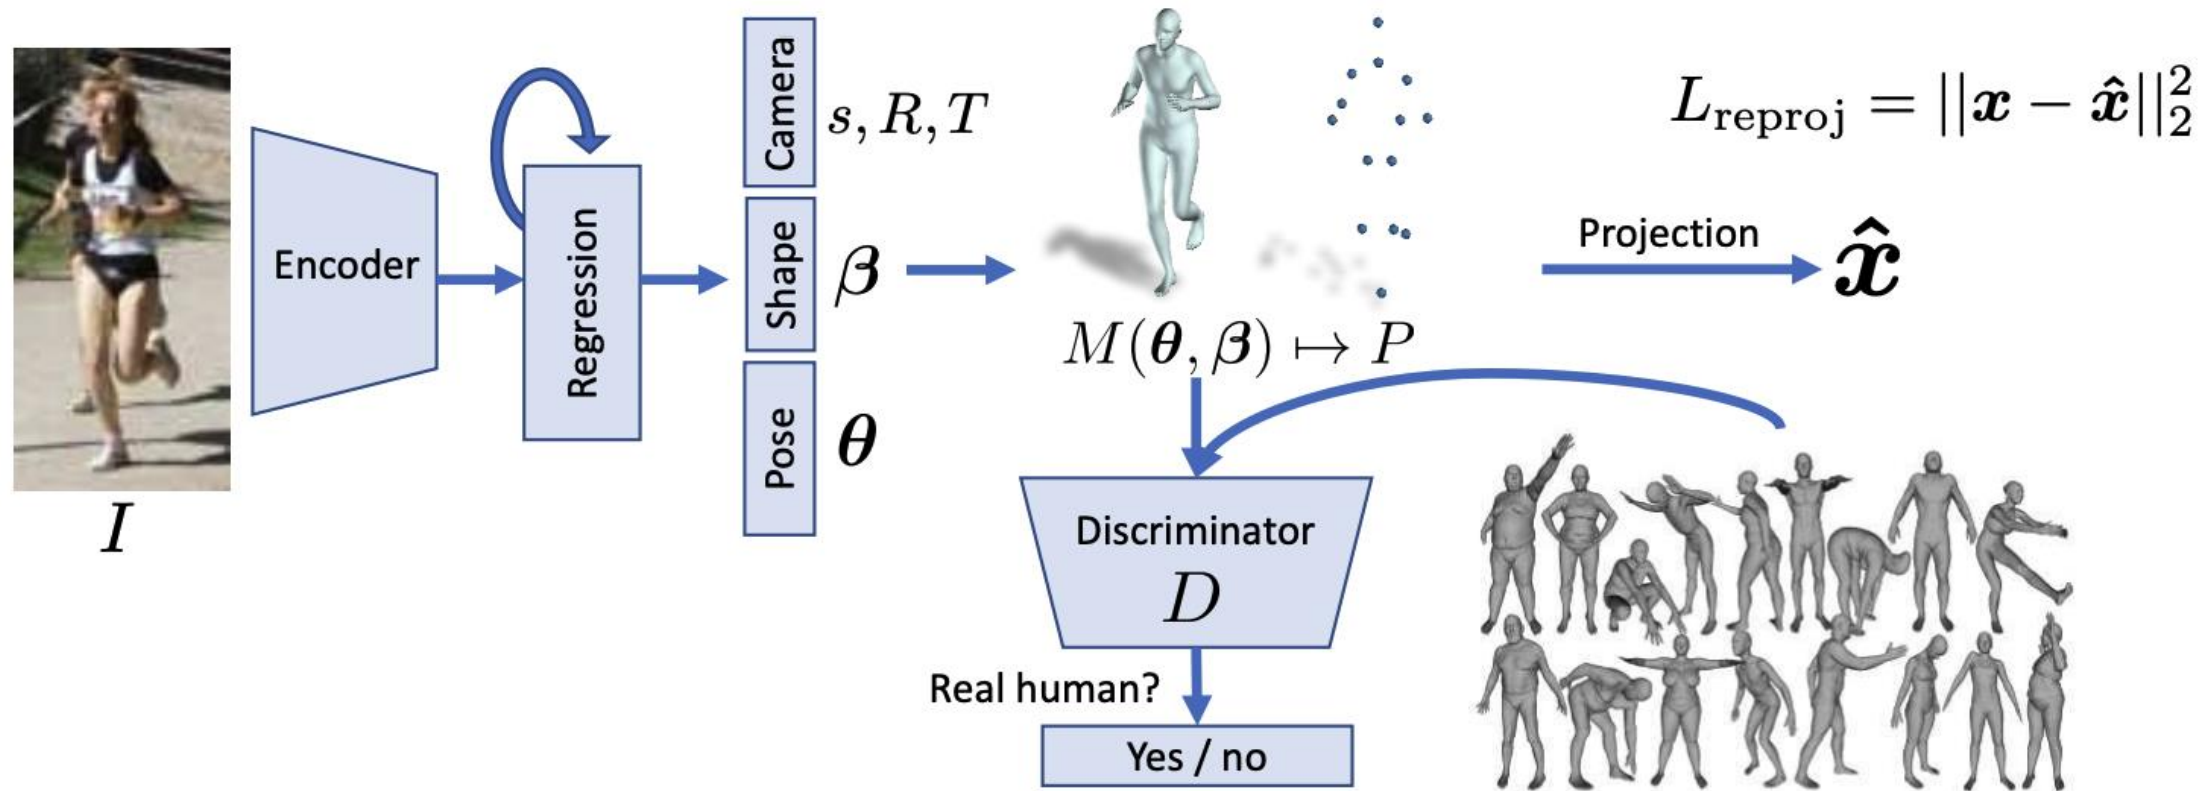 I
Encoder
Regression
Camera
s, R, T
Shape
β
Pose
θ
M(θ, β) ↦ P
L_reproj = ||x − x̂||²₂
Projection
x̂
Discriminator
D
Real human?
Yes / no